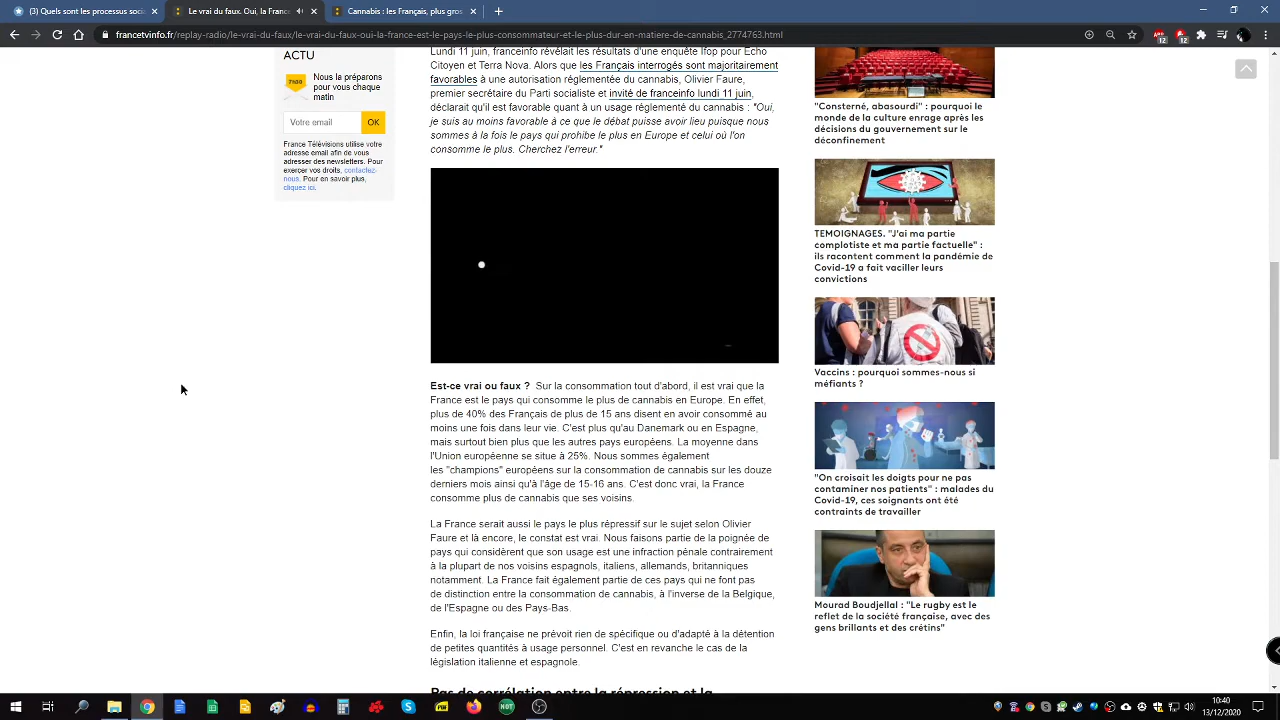 (3) Quels sont les processus soci
Le vrai du faux. Oui, la Franc
Cannabis : les Français plus gros
francetvinfo.fr/replay-radio/le-vrai-du-faux/le-vrai-du-faux-oui-la-france-est-le-pays-le-plus-consommateur-et-le-plus-dur-en-matiere-de-cannabis_2774763.html
12
12
ACTU
Nous la préparons
pour vous chaque
matin
Votre email
OK
France Télévisions utilise votre
adresse email afin de vous
adresser des newsletters. Pour
exercer vos droits, contactez-
nous. Pour en savoir plus,
cliquez ici.
Lundi 11 juin, franceinfo révélait les résultats d'une enquête Ifop pour Echo
Citoyen et Terra Nova. Alors que les Français interrogés sont majoritairement
favorables à une autorisation réglementée du cannabis, Olivier Faure,
premier secrétaire du Parti socialiste et invité de franceinfo lundi 11 juin,
déclarait qu'il est favorable quant à un usage réglementé du cannabis : "Oui,
je suis au moins favorable à ce que le débat puisse avoir lieu puisque nous
sommes à la fois le pays qui prohibe le plus en Europe et celui où l'on
consomme le plus. Cherchez l'erreur."
Est-ce vrai ou faux ? Sur la consommation tout d'abord, il est vrai que la
France est le pays qui consomme le plus de cannabis en Europe. En effet,
plus de 40% des Français de plus de 15 ans disent en avoir consommé au
moins une fois dans leur vie. C'est plus qu'au Danemark ou en Espagne,
mais surtout bien plus que les autres pays européens. La moyenne dans
l'Union européenne se situe à 25%. Nous sommes également
les "champions" européens sur la consommation de cannabis sur les douze
derniers mois ainsi qu'à l'âge de 15-16 ans. C'est donc vrai, la France
consomme plus de cannabis que ses voisins.
La France serait aussi le pays le plus répressif sur le sujet selon Olivier
Faure et là encore, le constat est vrai. Nous faisons partie de la poignée de
pays qui considèrent que son usage est une infraction pénale contrairement
à la plupart de nos voisins espagnols, italiens, allemands, britanniques
notamment. La France fait également partie de ces pays qui ne font pas
de distinction entre la consommation de cannabis, à l'inverse de la Belgique,
de l'Espagne ou des Pays-Bas.
Enfin, la loi française ne prévoit rien de spécifique ou d'adapté à la détention
de petites quantités à usage personnel. C'est en revanche le cas de la
législation italienne et espagnole.
Pas de corrélation entre la répression et la
"Consterné, abasourdi" : pourquoi le
monde de la culture enrage après les
décisions du gouvernement sur le
déconfinement
TEMOIGNAGES. "J'ai ma partie
complotiste et ma partie factuelle" :
ils racontent comment la pandémie de
Covid-19 a fait vaciller leurs
convictions
Vaccins : pourquoi sommes-nous si
méfiants ?
"On croisait les doigts pour ne pas
contaminer nos patients" : malades du
Covid-19, ces soignants ont été
contraints de travailler
Mourad Boudjellal : "Le rugby est le
reflet de la société française, avec des
gens brillants et des crétins"
10:40
13/12/2020